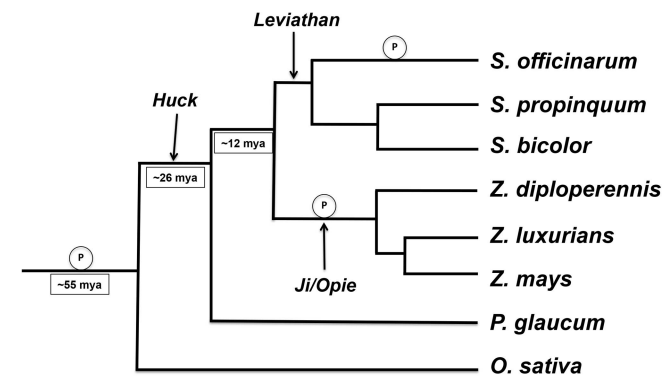 Leviathan
P
S. officinarum
Huck
S. propinquum
~12 mya
S. bicolor
~26 mya
Z. diploperennis
P
Z. luxurians
P
~55 mya
Ji/Opie
Z. mays
P. glaucum
O. sativa